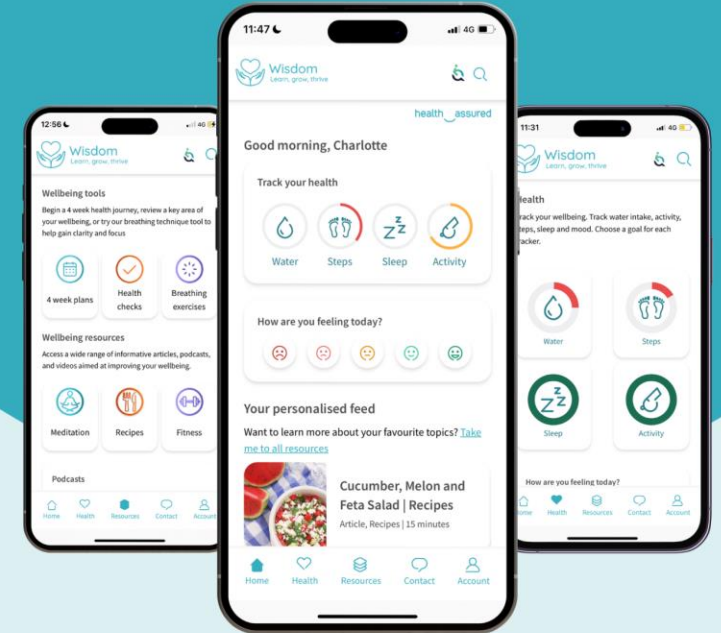 12:56
4G
Wisdom
Learn, grow, thrive
Wellbeing tools
Begin a 4 week health journey, review a key area of
your wellbeing, or try our breathing technique tool to
help gain clarity and focus
4 week plans
Health
checks
Breathing
exercises
Wellbeing resources
Access a wide range of informative articles, podcasts,
and videos aimed at improving your wellbeing.
Meditation
Recipes
Fitness
Podcasts
Home
Health
Resources
Contact
Account
11:47
4G
Wisdom
Learn, grow, thrive
health assured
Good morning, Charlotte
Track your health
Water
Steps
zzz
Sleep
Activity
How are you feeling today?
Your personalised feed
Want to learn more about your favourite topics? Take
me to all resources
Cucumber, Melon and
Feta Salad | Recipes
Article, Recipes | 15 minutes
Home
Health
Resources
Contact
Account
11:31
4G
Wisdom
Learn, grow, thrive
Health
rack your wellbeing. Track water intake, activity,
teps, sleep and mood. Choose a goal for each
racker.
Water
Steps
zzz
Sleep
Activity
How are you feeling today?
Home
Health
Resources
Contact
Account